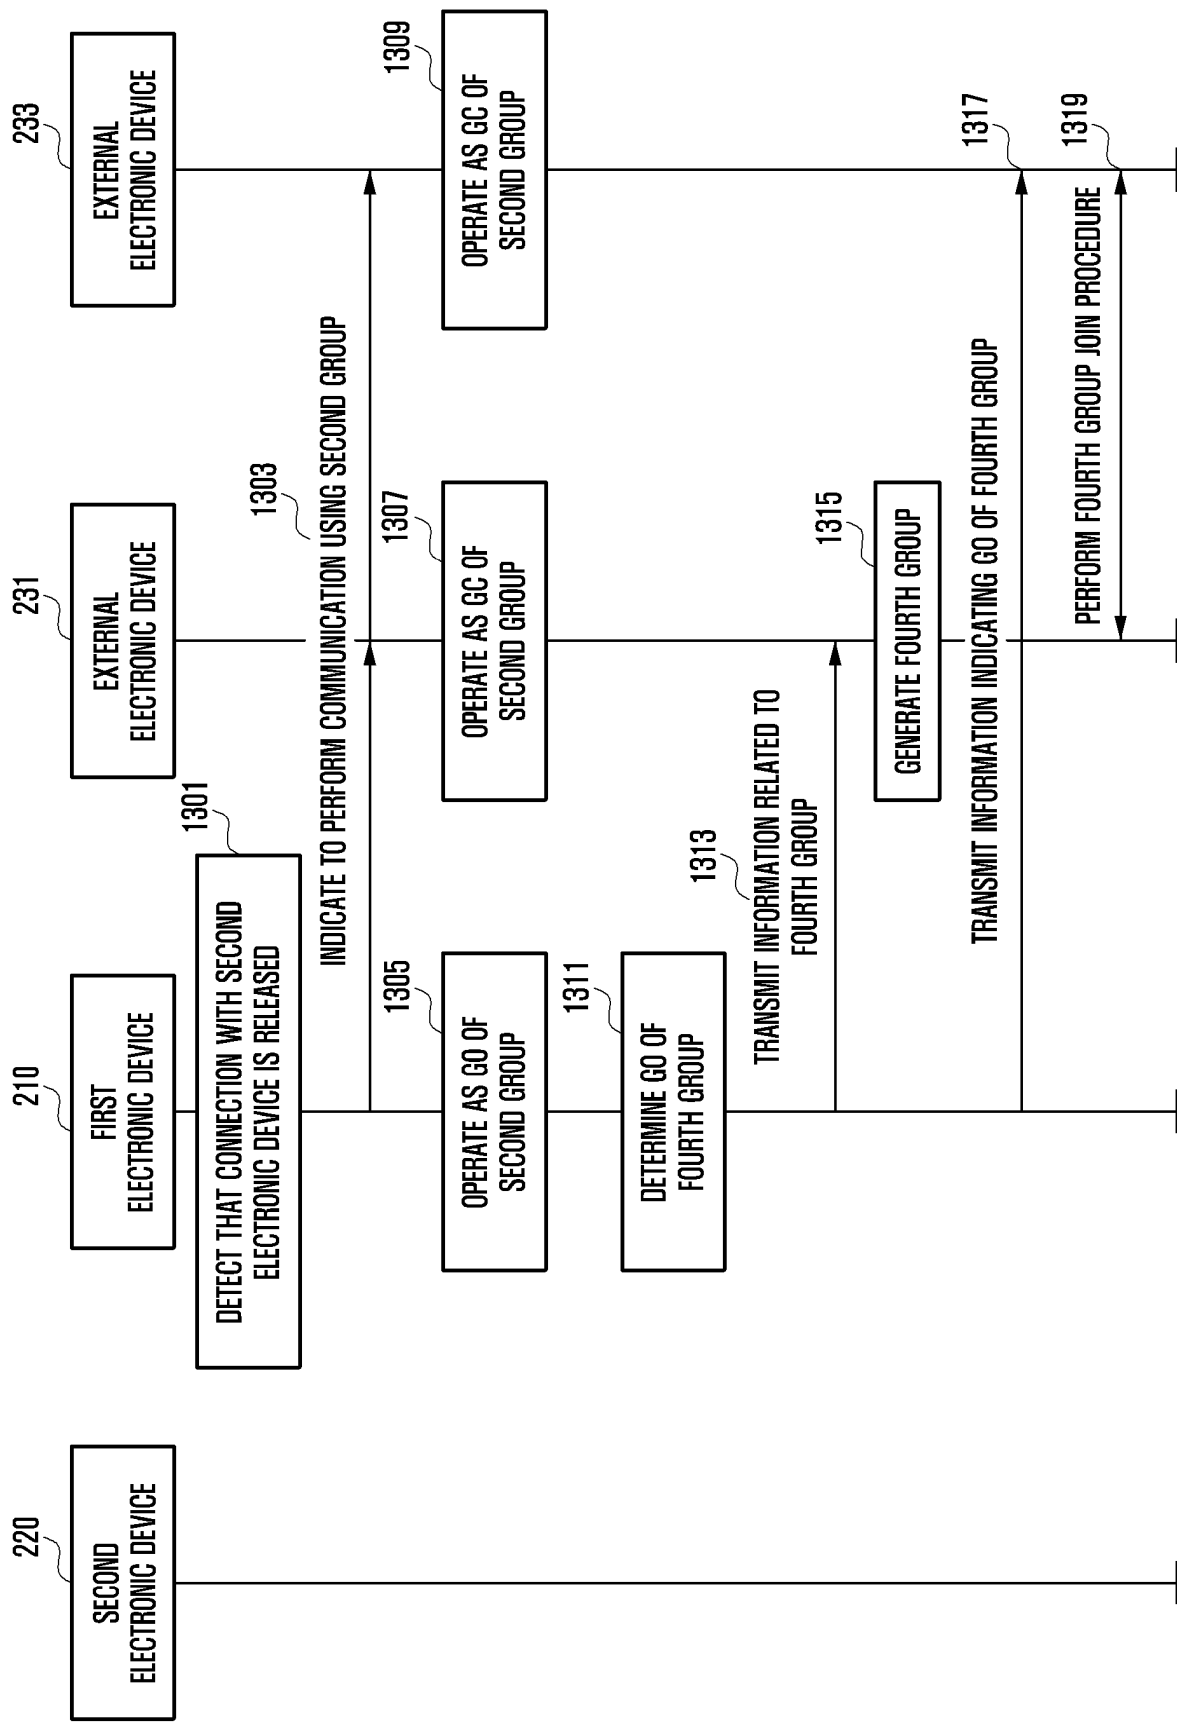 220
SECOND
ELECTRONIC DEVICE
210
FIRST
ELECTRONIC DEVICE
231
EXTERNAL
ELECTRONIC DEVICE
233
EXTERNAL
ELECTRONIC DEVICE
1301
DETECT THAT CONNECTION WITH SECOND
ELECTRONIC DEVICE IS RELEASED
1303
INDICATE TO PERFORM COMMUNICATION USING SECOND GROUP
1305
OPERATE AS GO OF
SECOND GROUP
1307
OPERATE AS GC OF
SECOND GROUP
1309
OPERATE AS GC OF
SECOND GROUP
1311
DETERMINE GO OF
FOURTH GROUP
1313
TRANSMIT INFORMATION RELATED TO
FOURTH GROUP
1315
GENERATE FOURTH GROUP
TRANSMIT INFORMATION INDICATING GO OF FOURTH GROUP
1317
PERFORM FOURTH GROUP JOIN PROCEDURE
1319